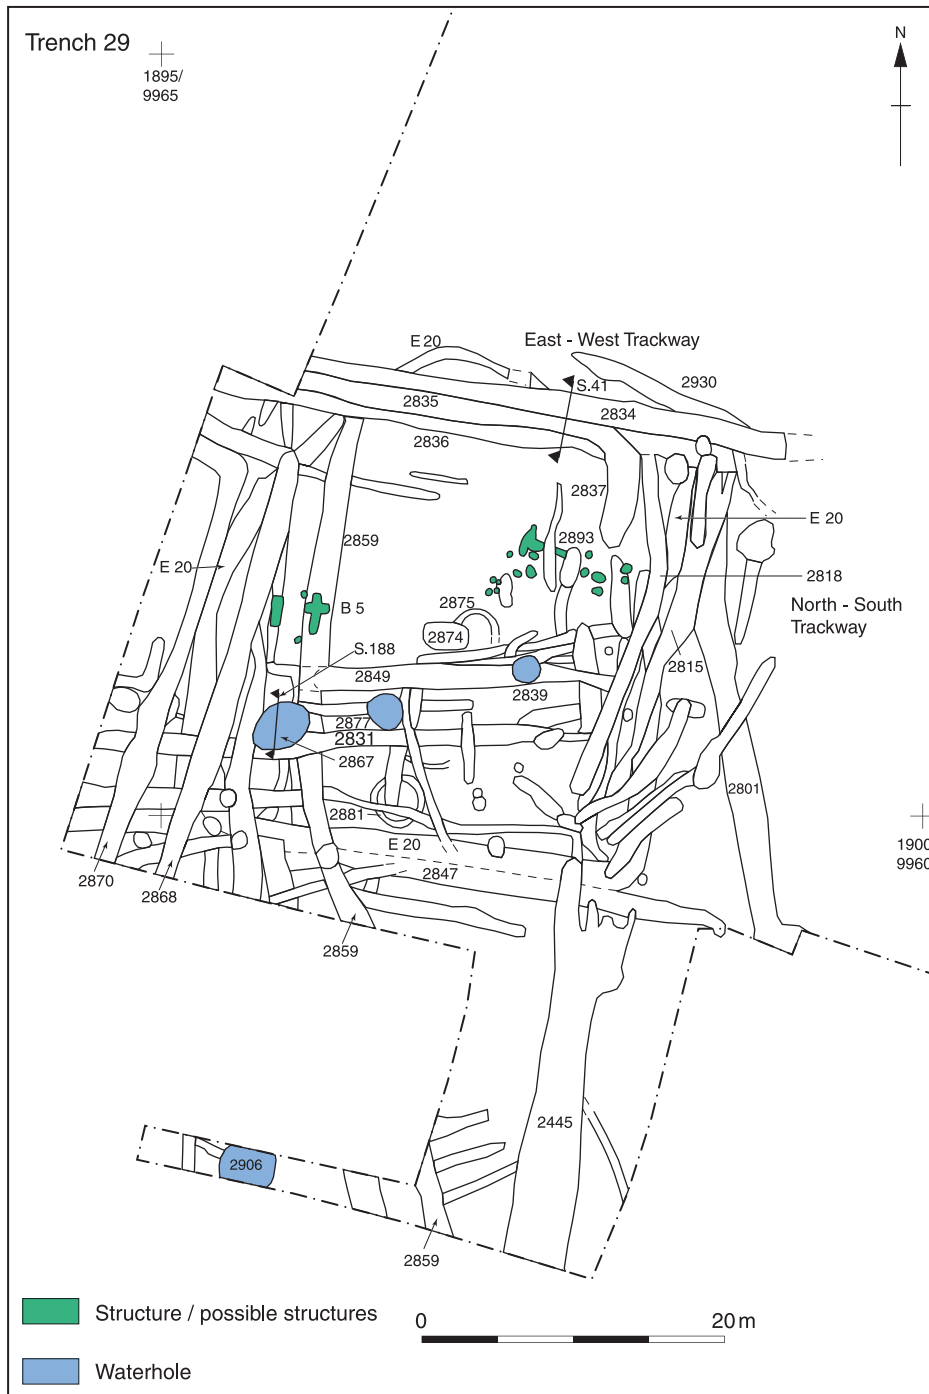 Trench 29
1895/
9965
N
E 20
East - West Trackway
S.41
2930
2835
2834
2836
2837
E 20
2859
2893
E 20
2818
B 5
2875
North - South
Trackway
2874
S.188
2815
2849
2839
2877
2831
2867
2801
2881
1900
9960
E 20
2870
2847
2868
2859
2445
2906
2859
Structure / possible structures
0
20 m
Waterhole